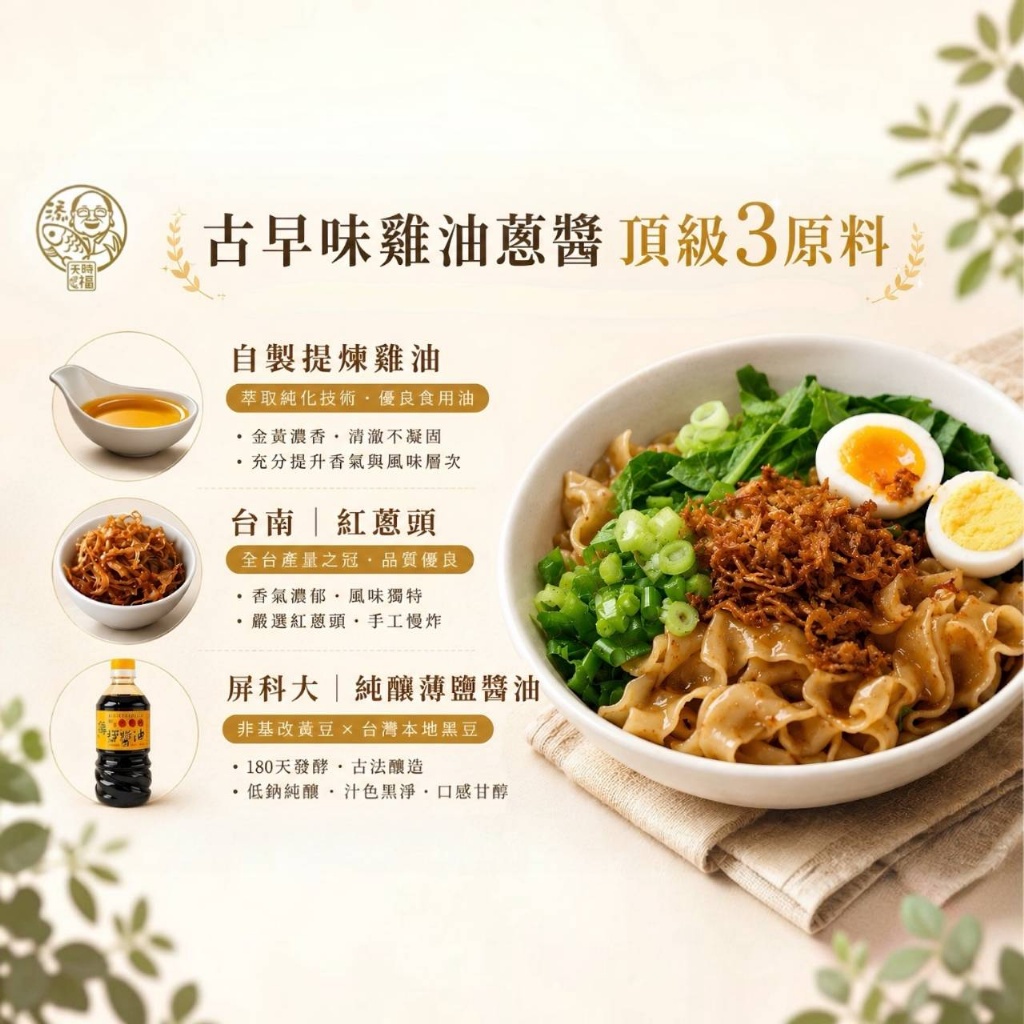 添
天時
福
古早味雞油蔥醬 頂級3原料
自製提煉雞油
萃取純化技術・優良食用油
・金黃濃香・清澈不凝固
・充分提升香氣與風味層次
台南｜紅蔥頭
全台產量之冠・品質優良
・香氣濃郁・風味獨特
・嚴選紅蔥頭・手工慢炸
屏科大｜純釀薄鹽醬油
非基改黃豆 × 台灣本地黑豆
・180天發酵・古法釀造
・低鈉純釀・汁色黑淨・口感甘醇